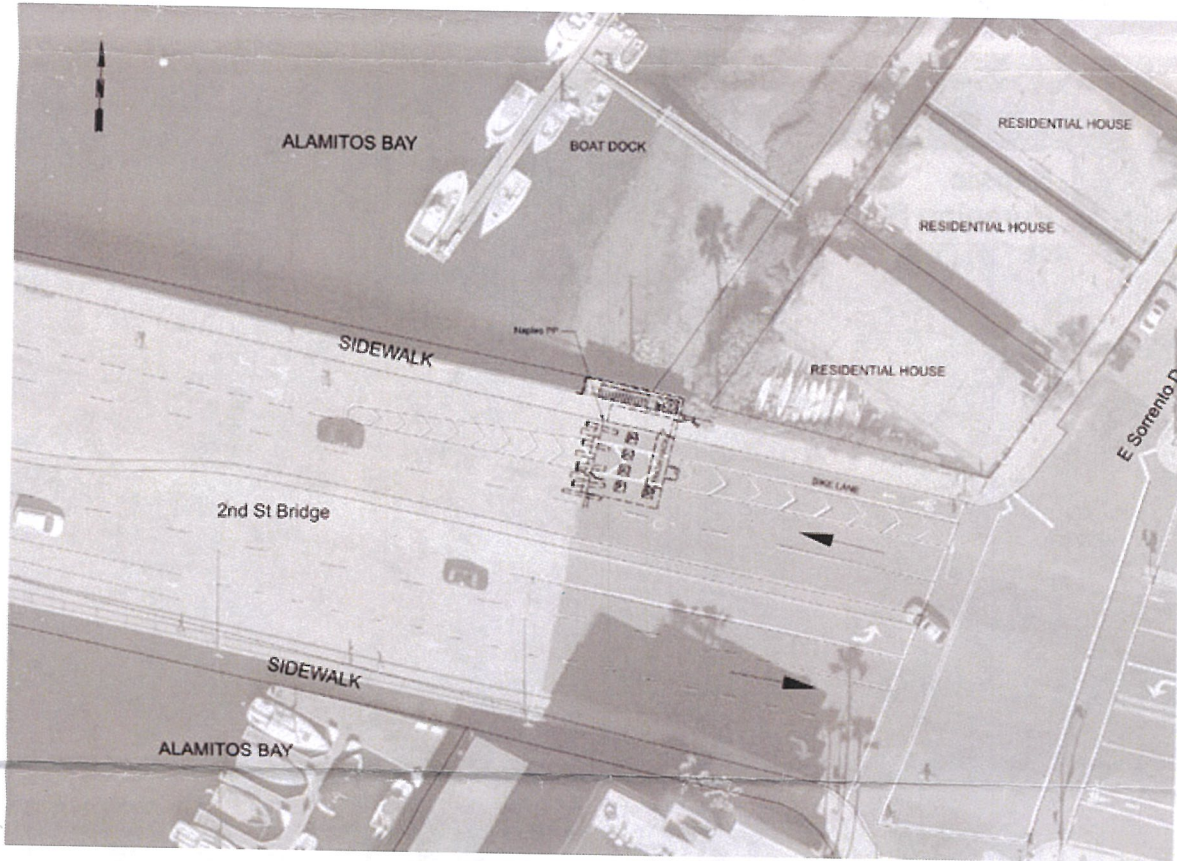 N
ALAMITOS BAY
BOAT DOCK
RESIDENTIAL HOUSE
RESIDENTIAL HOUSE
RESIDENTIAL HOUSE
SIDEWALK
Naples PP
BIKE LANE
E Sorrento D
2nd St Bridge
SIDEWALK
ALAMITOS BAY